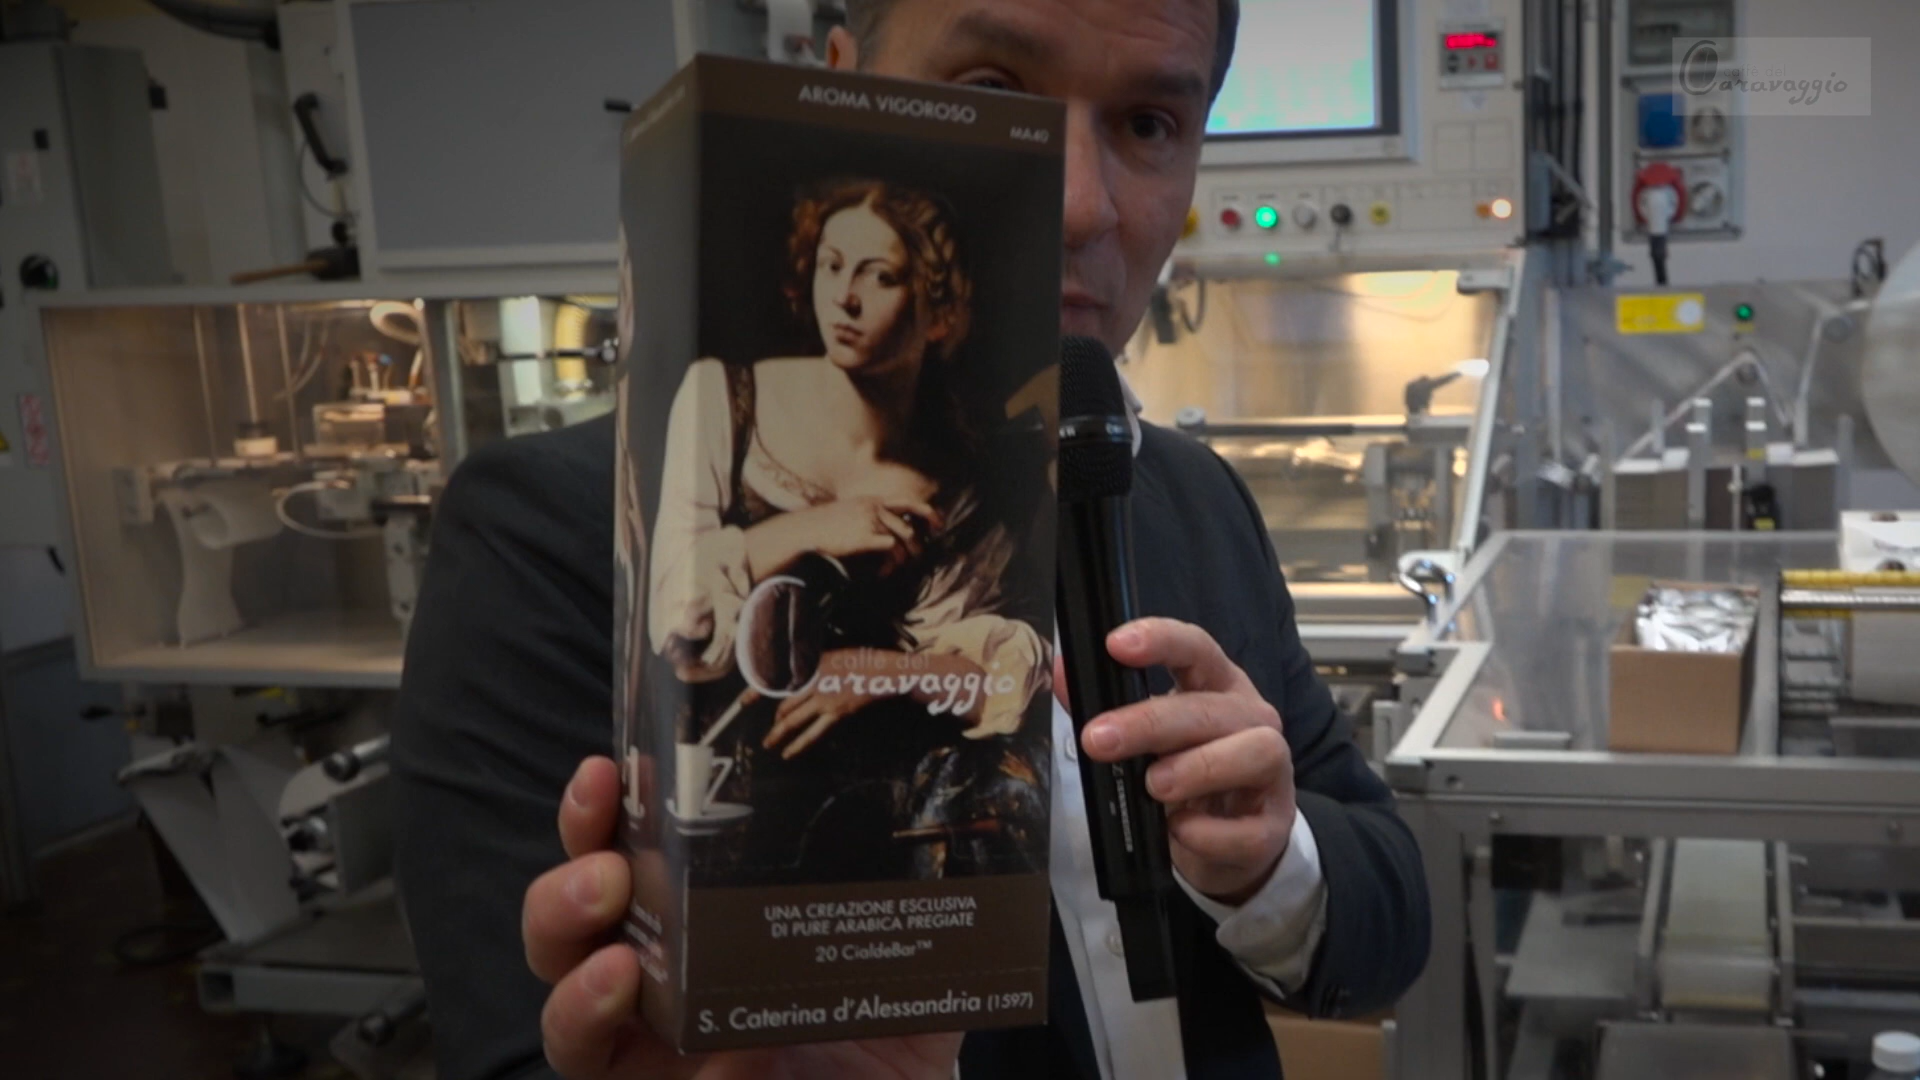 caffè del
Caravaggio
AROMA VIGOROSO
MA40
caffè del
Caravaggio
UNA CREAZIONE ESCLUSIVA
DI PURE ARABICA PREGIATE
20 CialdeBar™
S. Caterina d'Alessandria (1597)